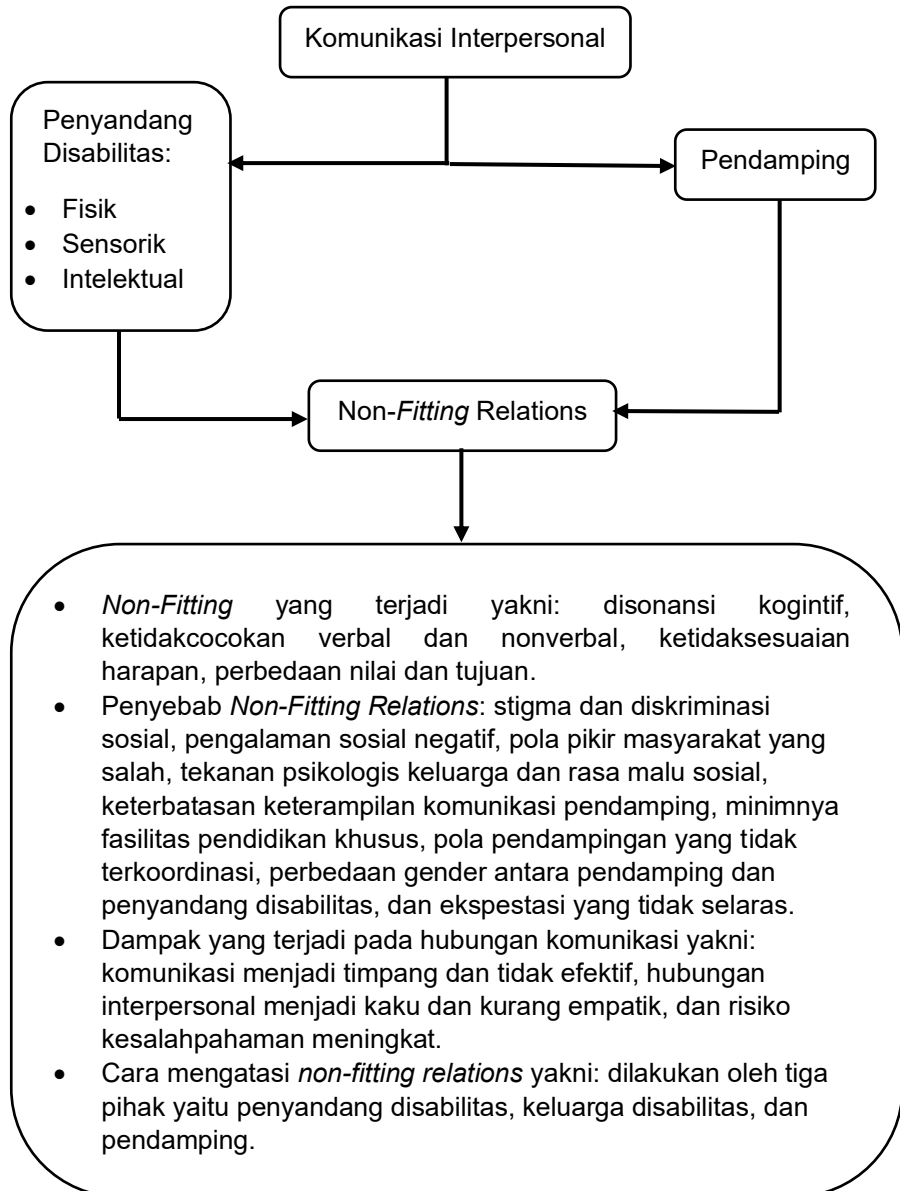 Komunikasi Interpersonal
Penyandang
Disabilitas:
• Fisik
• Sensorik
• Intelektual
Pendamping
Non-Fitting Relations
• Non-Fitting yang terjadi yakni: disonansi kogintif,
ketidakcocokan verbal dan nonverbal, ketidaksesuaian
harapan, perbedaan nilai dan tujuan.
• Penyebab Non-Fitting Relations: stigma dan diskriminasi
sosial, pengalaman sosial negatif, pola pikir masyarakat yang
salah, tekanan psikologis keluarga dan rasa malu sosial,
keterbatasan keterampilan komunikasi pendamping, minimnya
fasilitas pendidikan khusus, pola pendampingan yang tidak
terkoordinasi, perbedaan gender antara pendamping dan
penyandang disabilitas, dan ekspestasi yang tidak selaras.
• Dampak yang terjadi pada hubungan komunikasi yakni:
komunikasi menjadi timpang dan tidak efektif, hubungan
interpersonal menjadi kaku dan kurang empatik, dan risiko
kesalahpahaman meningkat.
• Cara mengatasi non-fitting relations yakni: dilakukan oleh tiga
pihak yaitu penyandang disabilitas, keluarga disabilitas, dan
pendamping.